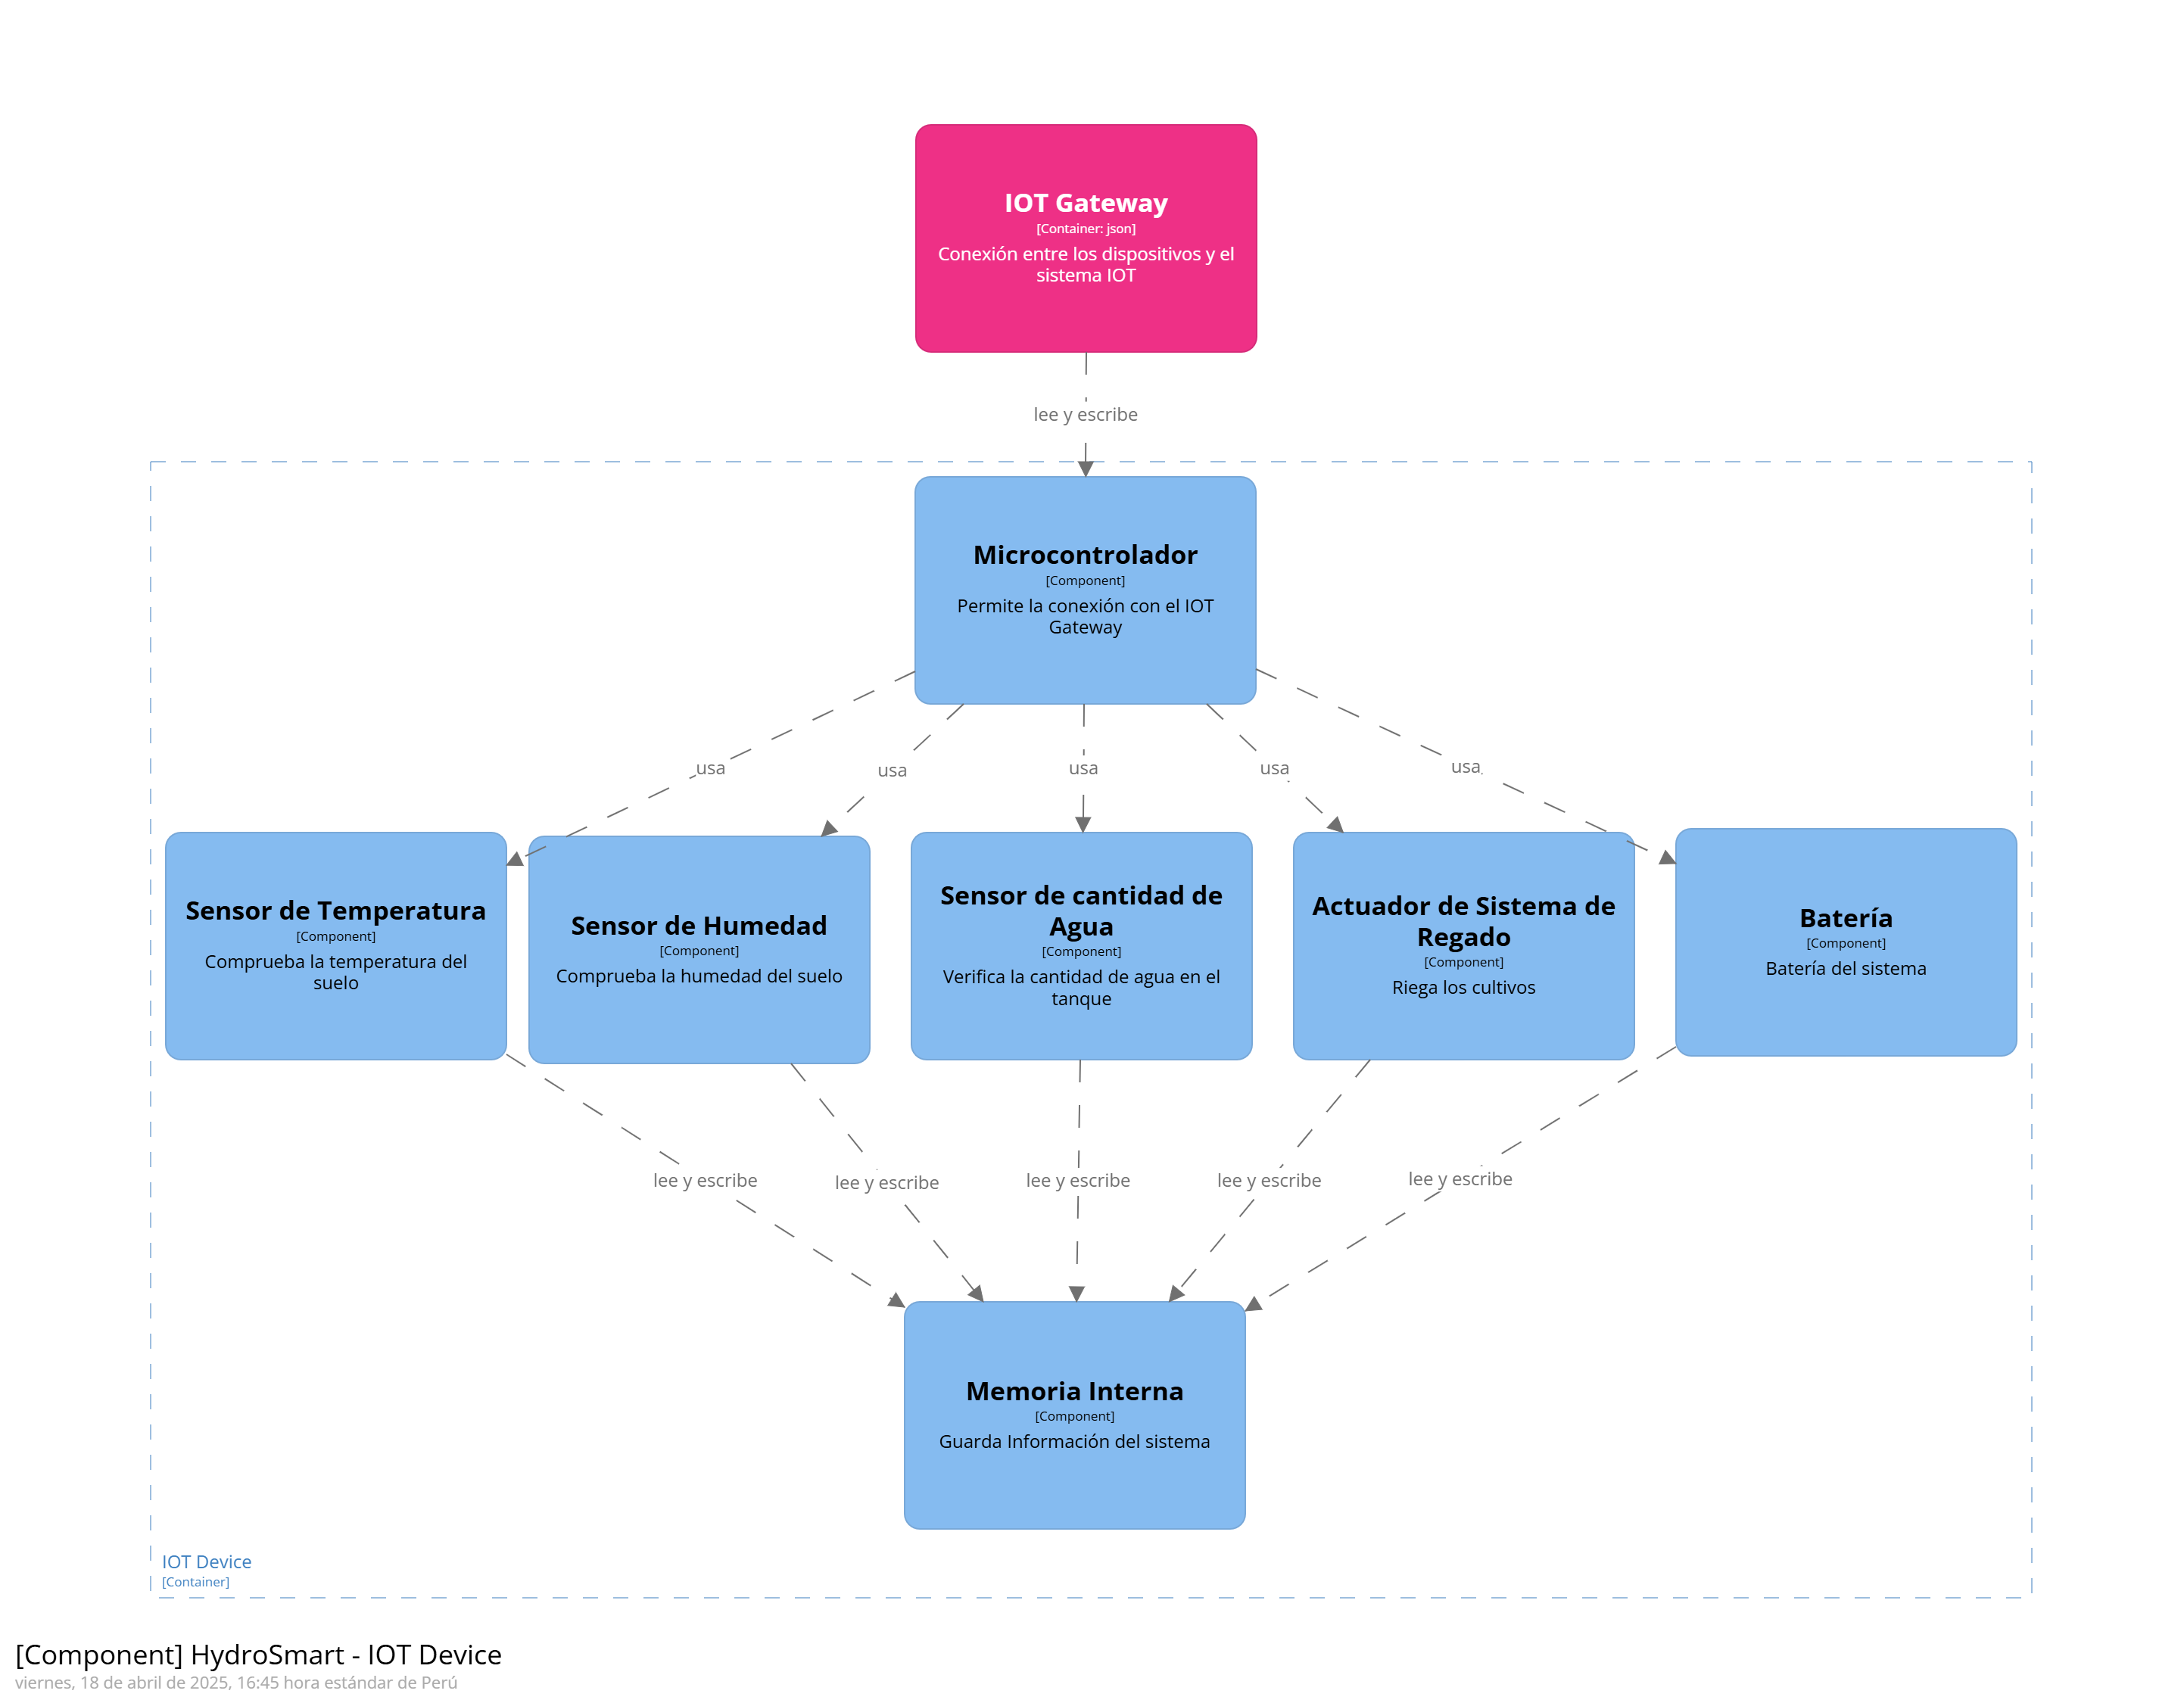 IOT Gateway
[Container: json]
Conexión entre los dispositivos y el
sistema IOT
lee y escribe
Microcontrolador
[Component]
Permite la conexión con el IOT
Gateway
usa
usa
usa
usa
usa
Sensor de Temperatura
[Component]
Comprueba la temperatura del
suelo
Sensor de Humedad
[Component]
Comprueba la humedad del suelo
Sensor de cantidad de
Agua
[Component]
Verifica la cantidad de agua en el
tanque
Actuador de Sistema de
Regado
[Component]
Riega los cultivos
Batería
[Component]
Batería del sistema
lee y escribe
lee y escribe
lee y escribe
lee y escribe
lee y escribe
Memoria Interna
[Component]
Guarda Información del sistema
IOT Device
[Container]
[Component] HydroSmart - IOT Device
viernes, 18 de abril de 2025, 16:45 hora estándar de Perú